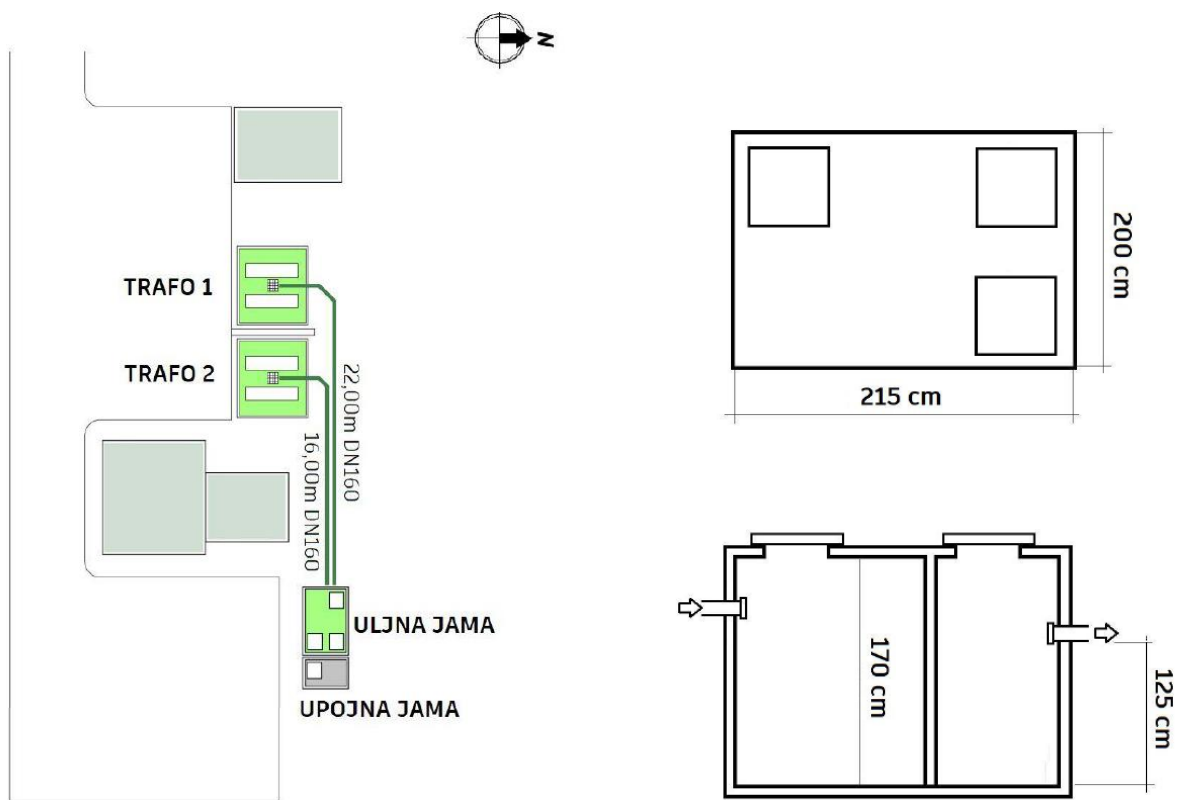 N
TRAFO 1
TRAFO 2
22,00m DN160
16,00m DN160
ULJNA JAMA
UPOJNA JAMA
200 cm
215 cm
170 cm
125 cm